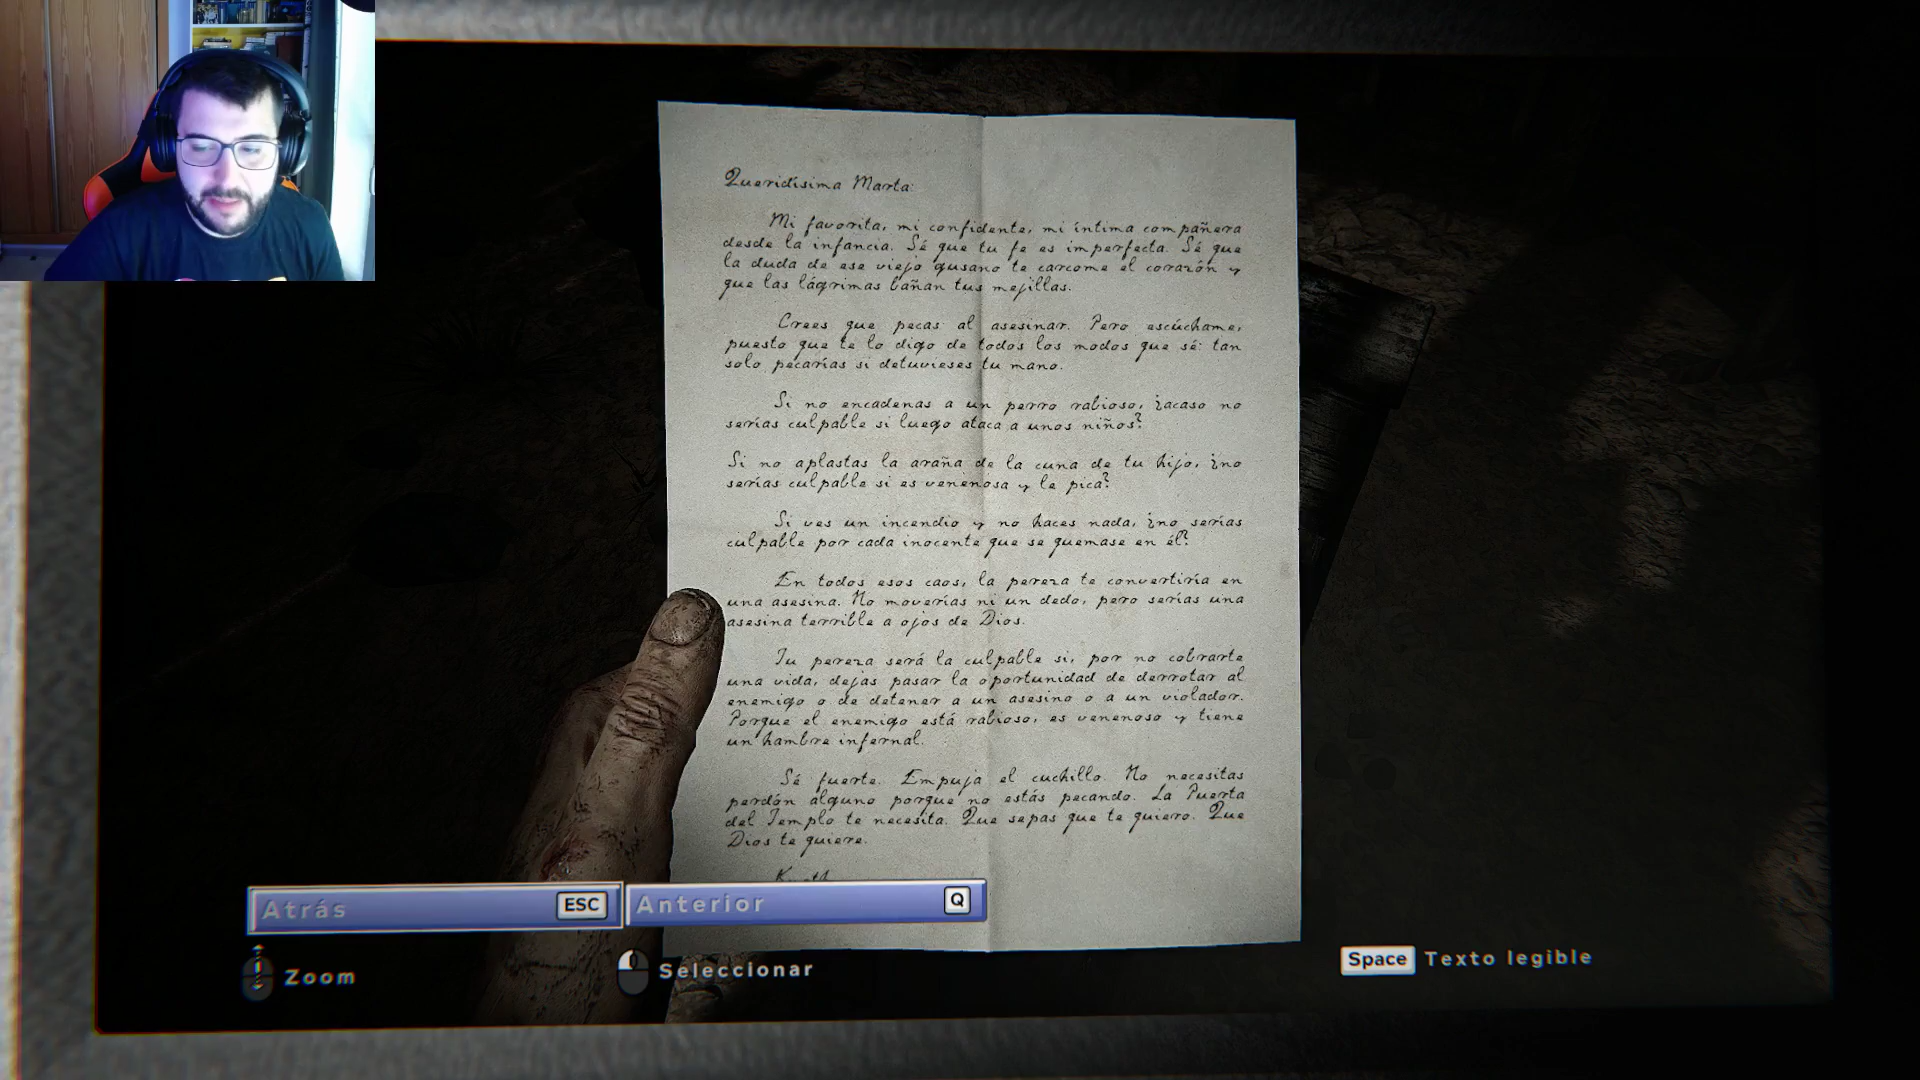 Queridísima Marta:
Mi favorita, mi confidente, mi íntima compañera
desde la infancia. Sé que tu fe es imperfecta. Sé que
la duda de ese viejo gusano te carcome el corazón y
que las lágrimas bañan tus mejillas.
Crees que pecas al asesinar. Pero escúchame,
puesto que te lo digo de todos los modos que sé: tan
solo pecarías si detuvieses tu mano.
Si no encadenas a un perro rabioso, ¿acaso no
serías culpable si luego ataca a unos niños?
Si no aplastas la araña de la cuna de tu hijo, ¿no
serías culpable si es venenosa y le pica?
Si ves un incendio y no haces nada, ¿no serías
culpable por cada inocente que se quemase en él?
En todos esos caos, la pereza te convertiría en
una asesina. No moverías ni un dedo, pero serías una
asesina terrible a ojos de Dios.
Tu pereza será la culpable si, por no cobrarte
una vida, dejas pasar la oportunidad de derrotar al
enemigo o de detener a un asesino o a un violador.
Porque el enemigo está rabioso, es venenoso y tiene
un hambre infernal.
Sé fuerte. Empuja el cuchillo. No necesitas
perdón alguno porque no estás pecando. La Puerta
del Templo te necesita. Que sepas que te quiero. Que
Dios te quiere.
Atrás ESC Anterior Q
Zoom Seleccionar Space Texto legible